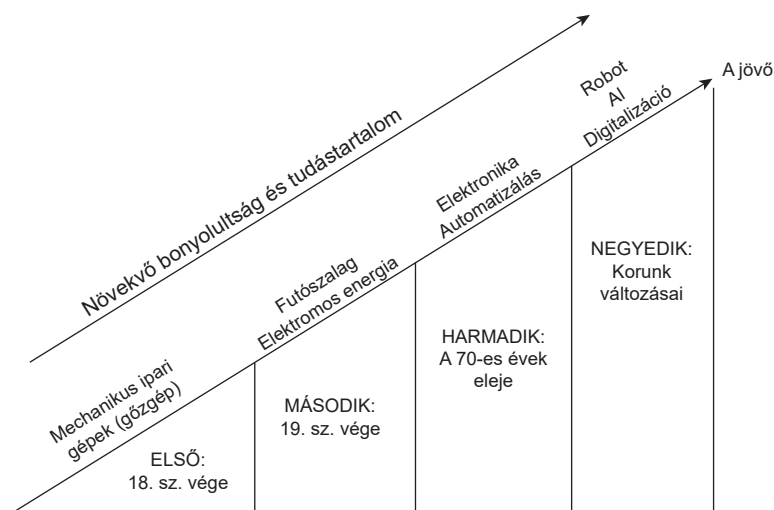 Növekvő bonyolultság és tudástartalom
Mechanikus ipari
gépek (gőzgép)
ELSŐ:
18. sz. vége
Futószalag
Elektromos energia
MÁSODIK:
19. sz. vége
Elektronika
Automatizálás
HARMADIK:
A 70-es évek
eleje
Robot
AI
Digitalizáció
NEGYEDIK:
Korunk
változásai
A jövő